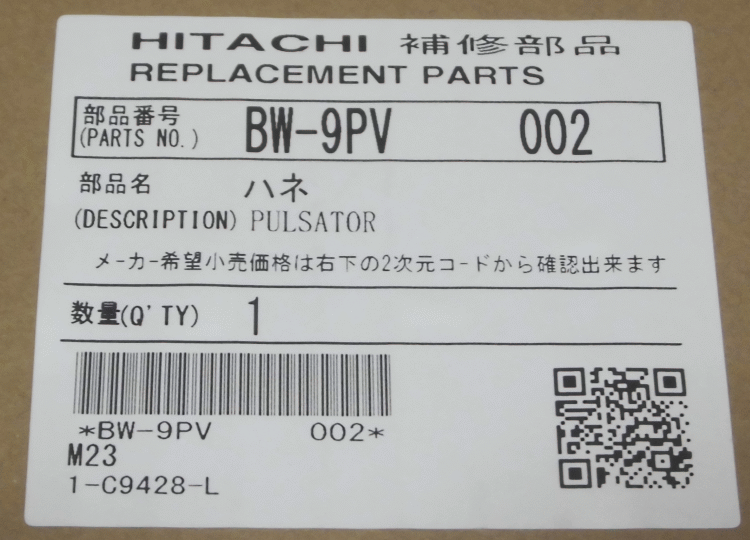 HITACHI 補修部品
REPLACEMENT PARTS
部品番号
(PARTS NO.) BW-9PV 002
部品名 ハネ
(DESCRIPTION) PULSATOR
メーカー希望小売価格は右下の2次元コードから確認出来ます
数量(Q'TY) 1
*BW-9PV 002*
M23
1-C9428-L